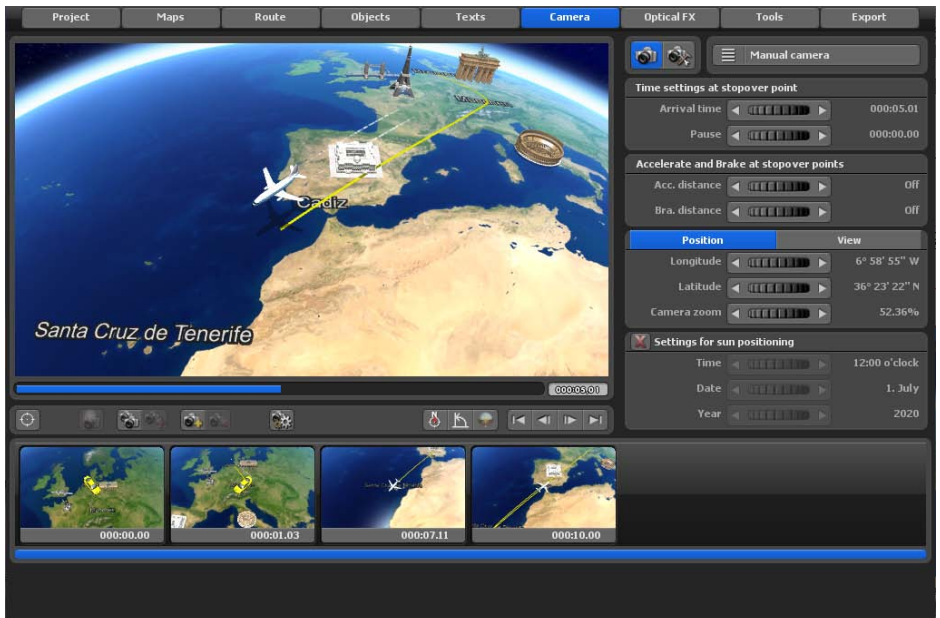 Project Maps Route Objects Texts Camera Optical FX Tools Export
Manual camera
Time settings at stopover point
Arrival time 000:05.01
Pause 000:00.00
Accelerate and Brake at stopover points
Acc. distance Off
Bra. distance Off
Position View
Longitude 6° 58' 55" W
Latitude 36° 23' 22" N
Camera zoom 52.36%
Settings for sun positioning
Time 12:00 o'clock
Date 1. July
Year 2020
Cadiz
Santa Cruz de Tenerife
000:05.01
N
000:00.00 000:01.03 000:07.11 000:10.00